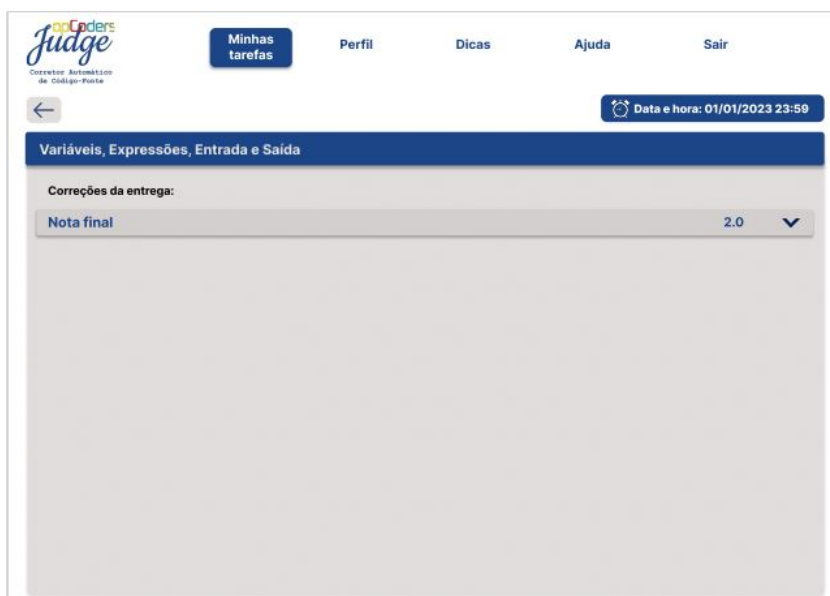 apCoders
Judge
Corretor Automático
de Código-Fonte
Minhas
tarefas
Perfil
Dicas
Ajuda
Sair
Data e hora: 01/01/2023 23:59
Variáveis, Expressões, Entrada e Saída
Correções da entrega:
Nota final 2.0